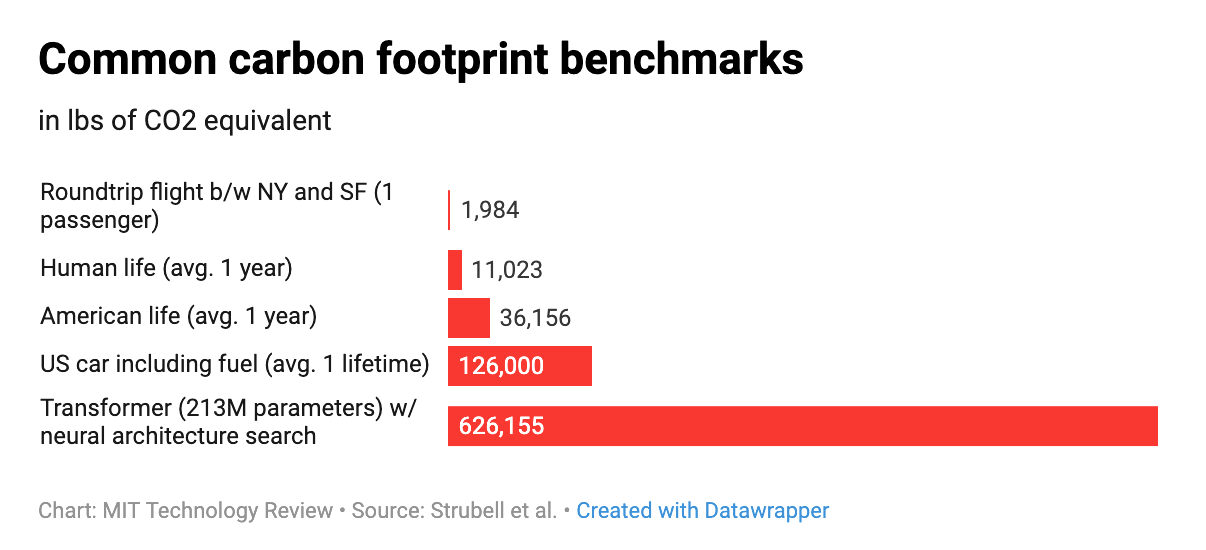 Common carbon footprint benchmarks
in lbs of CO2 equivalent
Roundtrip flight b/w NY and SF (1
passenger)
1,984
Human life (avg. 1 year)
11,023
American life (avg. 1 year)
36,156
US car including fuel (avg. 1 lifetime)
126,000
Transformer (213M parameters) w/
neural architecture search
626,155
Chart: MIT Technology Review • Source: Strubell et al. • Created with Datawrapper